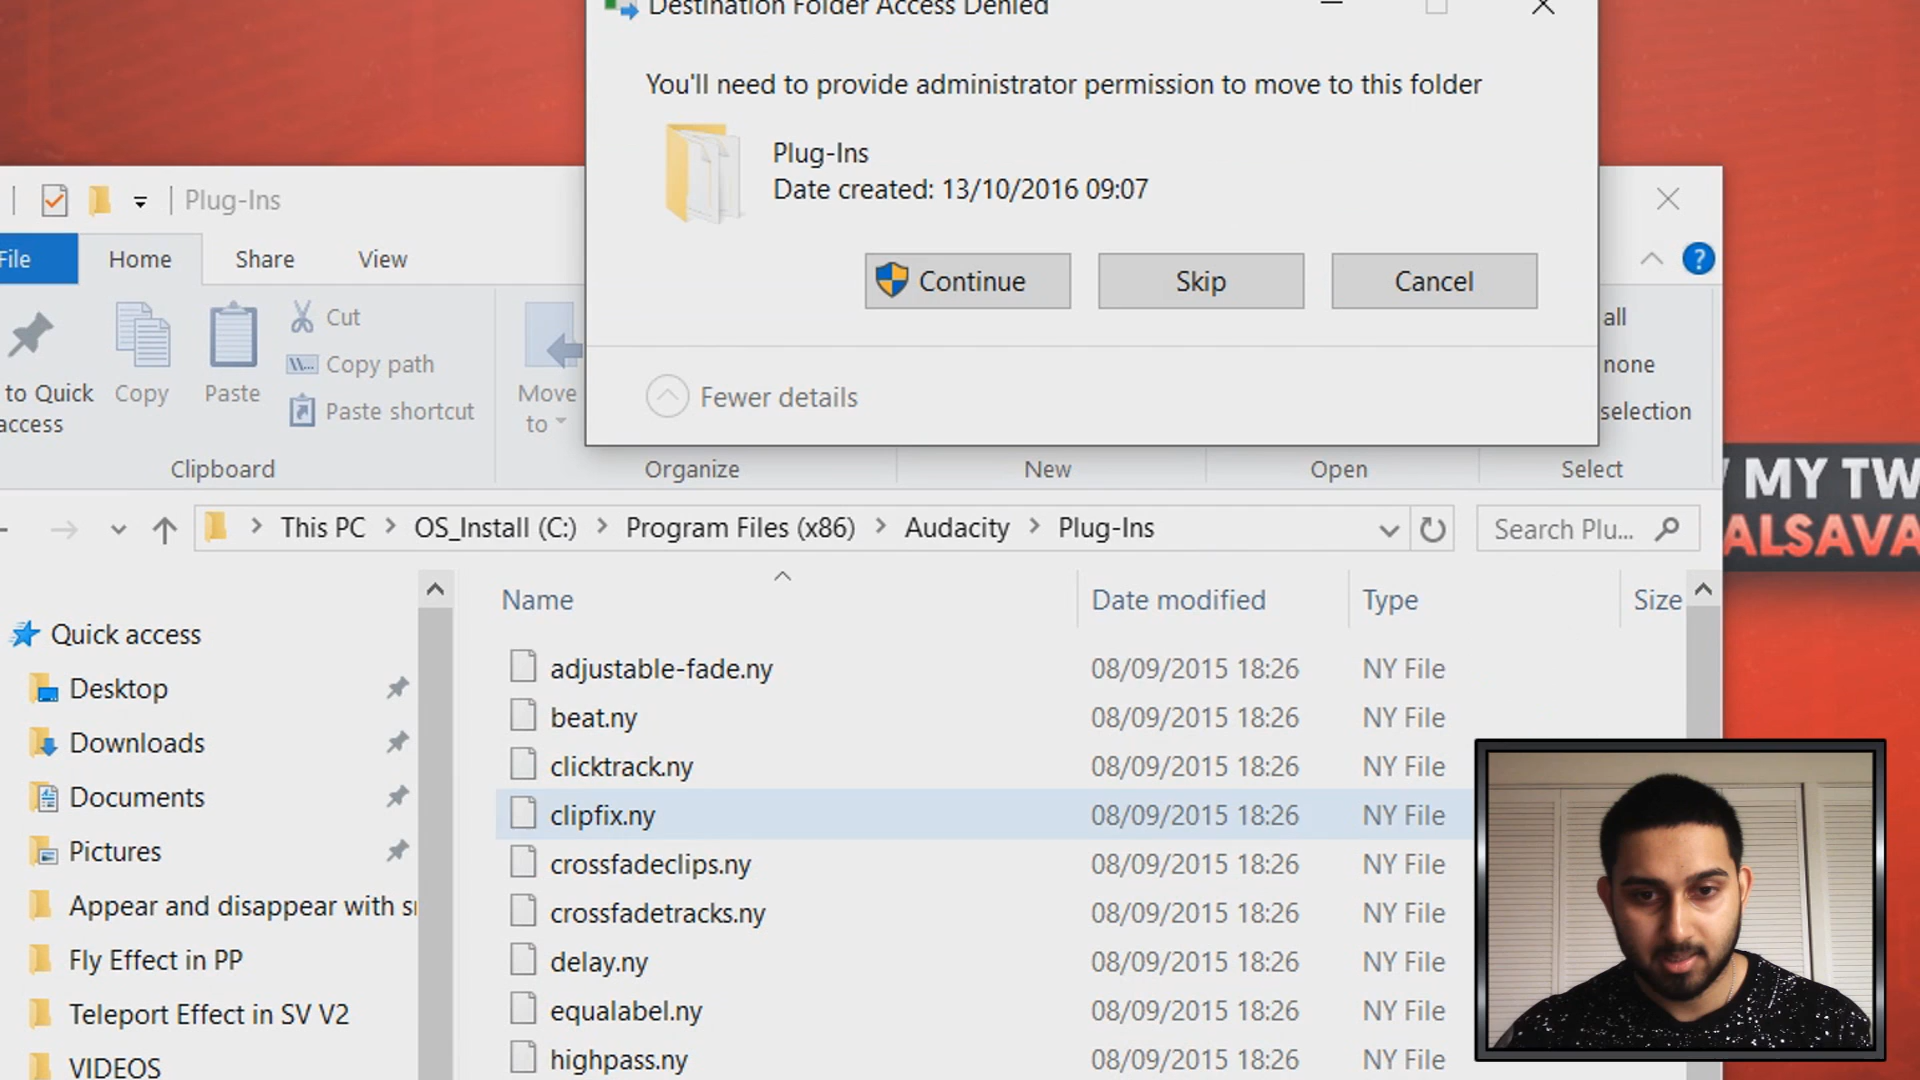 Destination Folder Access Denied
You'll need to provide administrator permission to move to this folder
Plug-Ins
Date created: 13/10/2016 09:07
Continue
Skip
Cancel
Fewer details
Plug-Ins
File
Home
Share
View
to Quick
access
Copy
Paste
Cut
Copy path
Paste shortcut
Move
to
all
none
selection
Clipboard
Organize
New
Open
Select
MY TW
ALSAVA
This PC > OS_Install (C:) > Program Files (x86) > Audacity > Plug-Ins
Search Plu...
Name
Date modified
Type
Size
Quick access
Desktop
Downloads
Documents
Pictures
Appear and disappear with
Fly Effect in PP
Teleport Effect in SV V2
VIDEOS
adjustable-fade.ny 08/09/2015 18:26 NY File
beat.ny 08/09/2015 18:26 NY File
clicktrack.ny 08/09/2015 18:26 NY File
clipfix.ny 08/09/2015 18:26 NY File
crossfadeclips.ny 08/09/2015 18:26 NY File
crossfadetracks.ny 08/09/2015 18:26 NY File
delay.ny 08/09/2015 18:26 NY File
equalabel.ny 08/09/2015 18:26 NY File
highpass.ny 08/09/2015 18:26 NY File